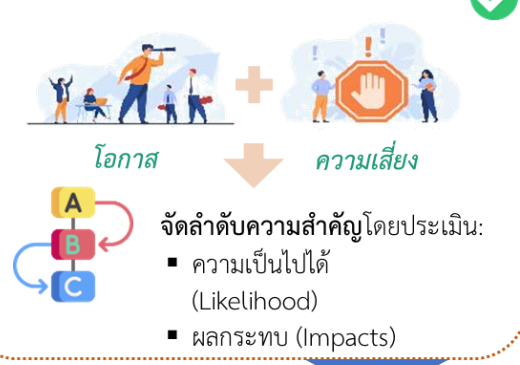 โอกาส
ความเสี่ยง
A
B
C
จัดลำดับความสำคัญโดยประเมิน:
▪ ความเป็นไปได้
(Likelihood)
▪ ผลกระทบ (Impacts)